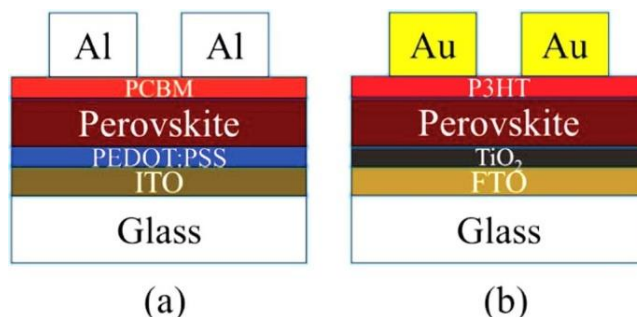 Al Al
PCBM
Perovskite
PEDOT:PSS
ITO
Glass
(a)
Au Au
P3HT
Perovskite
TiO₂
FTO
Glass
(b)